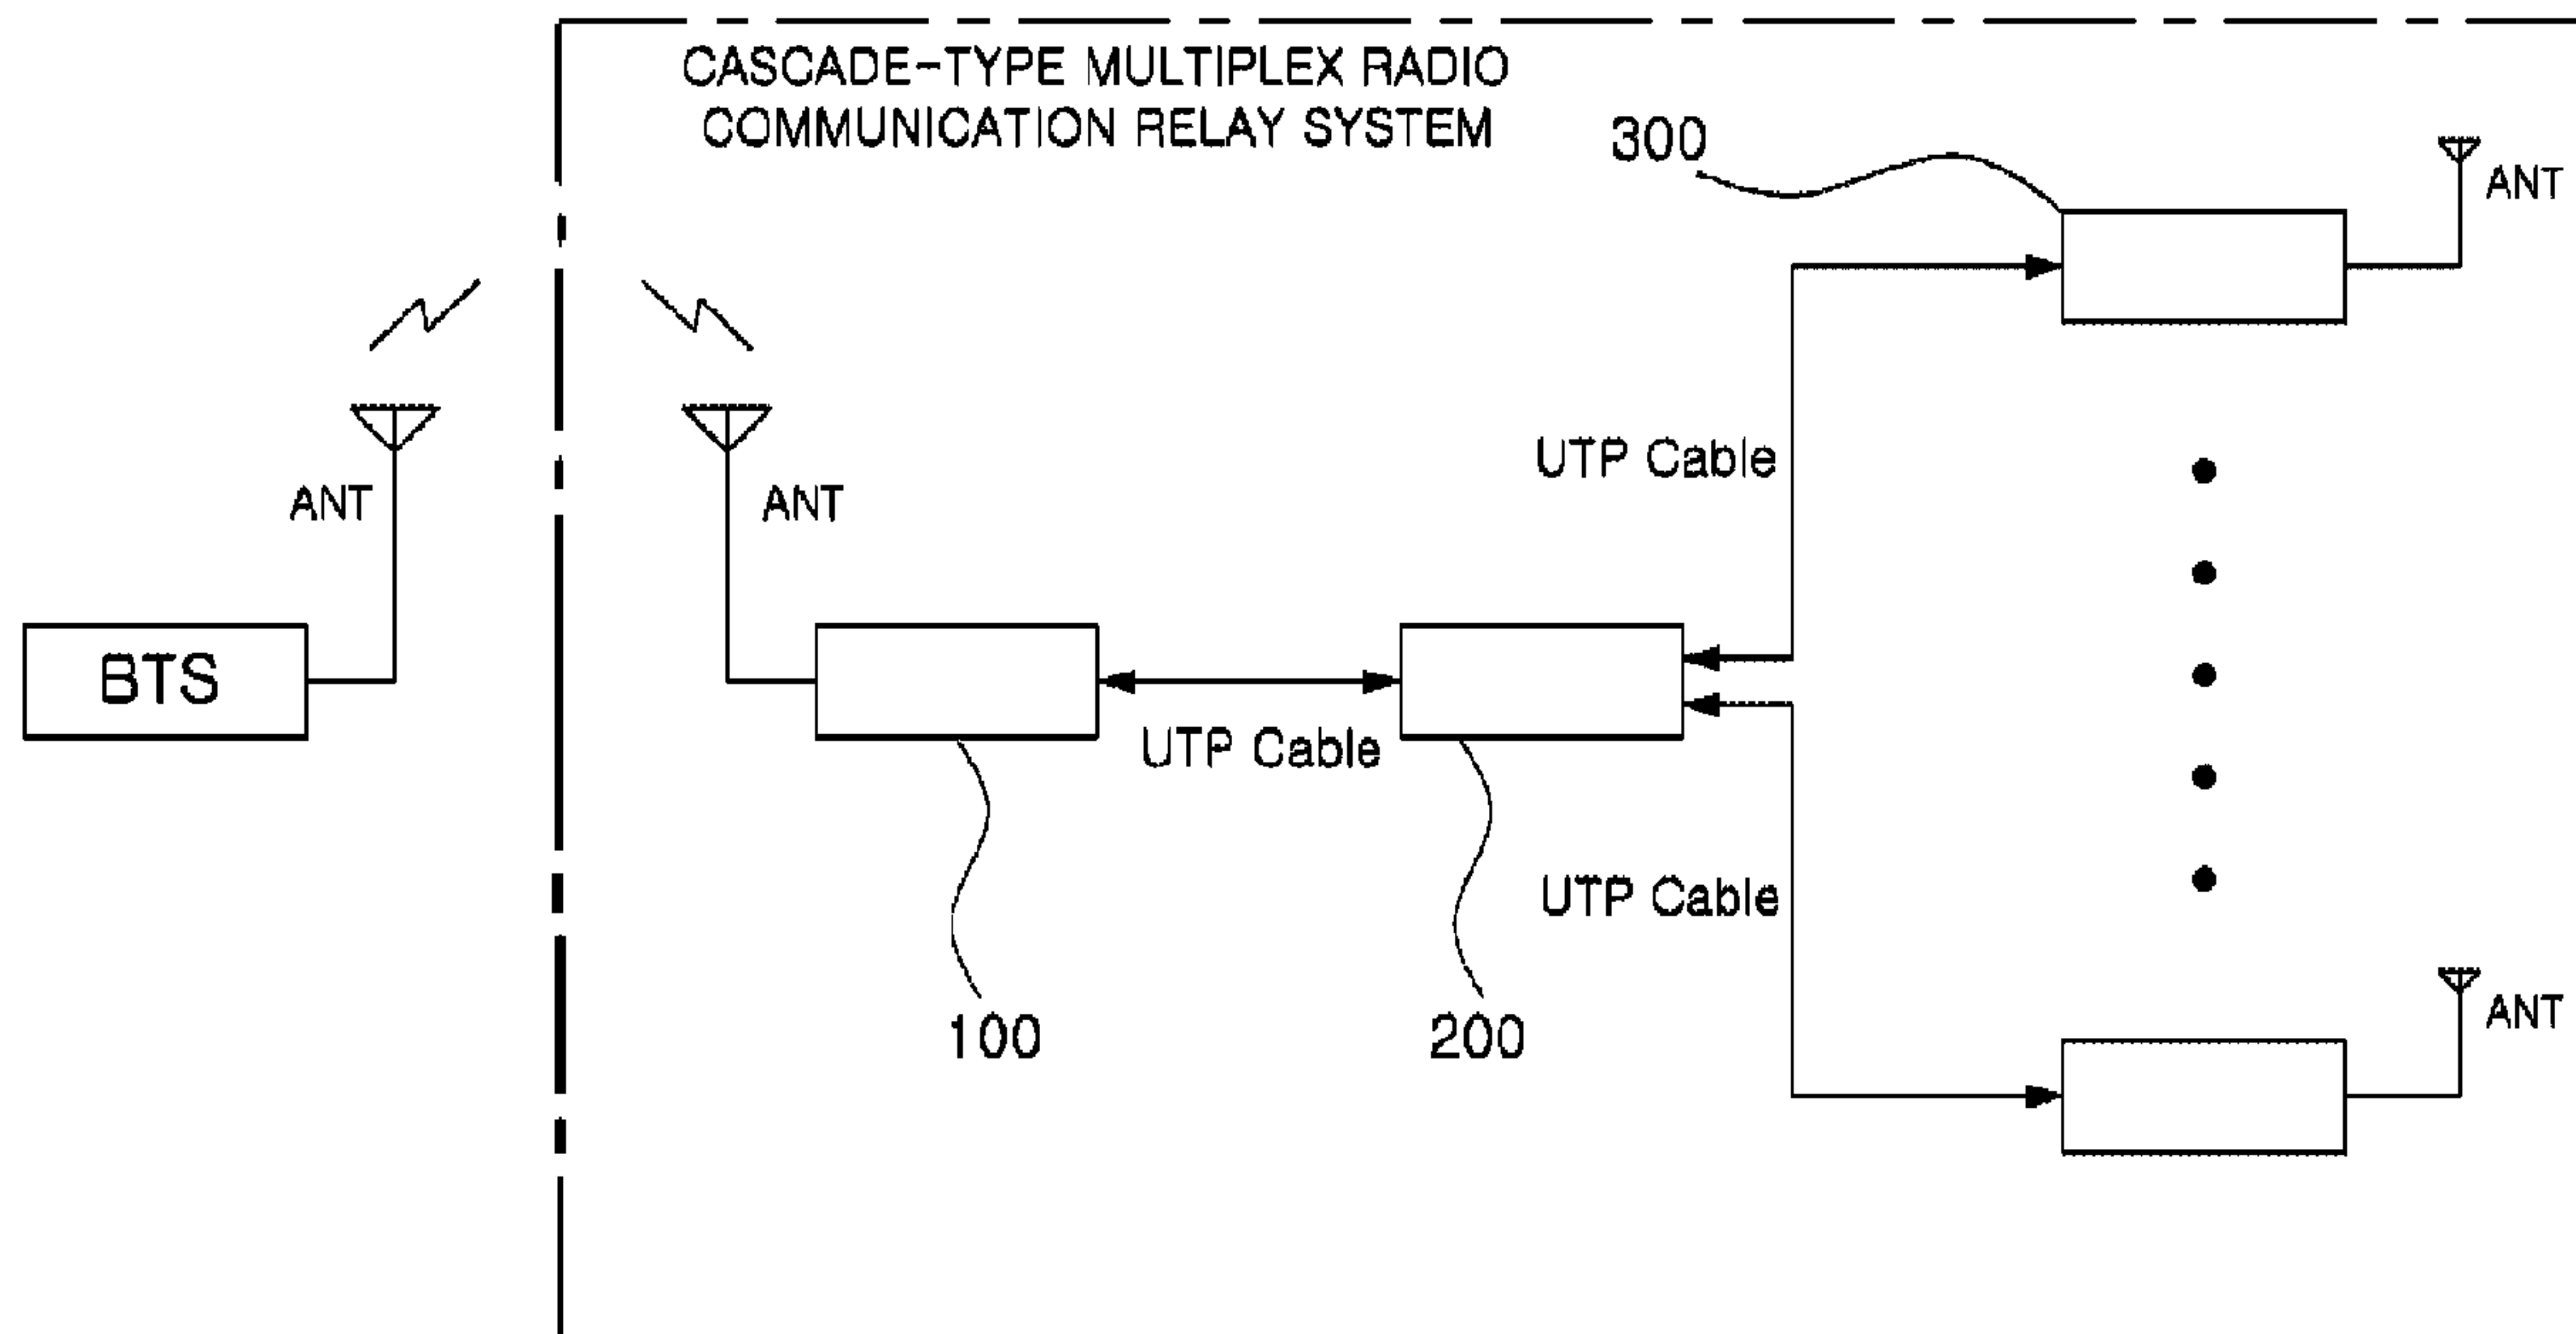 CASCADE-TYPE MULTIPLEX RADIO
COMMUNICATION RELAY SYSTEM
300
ANT
UTP Cable
ANT
ANT
BTS
UTP Cable
UTP Cable
100
200
ANT